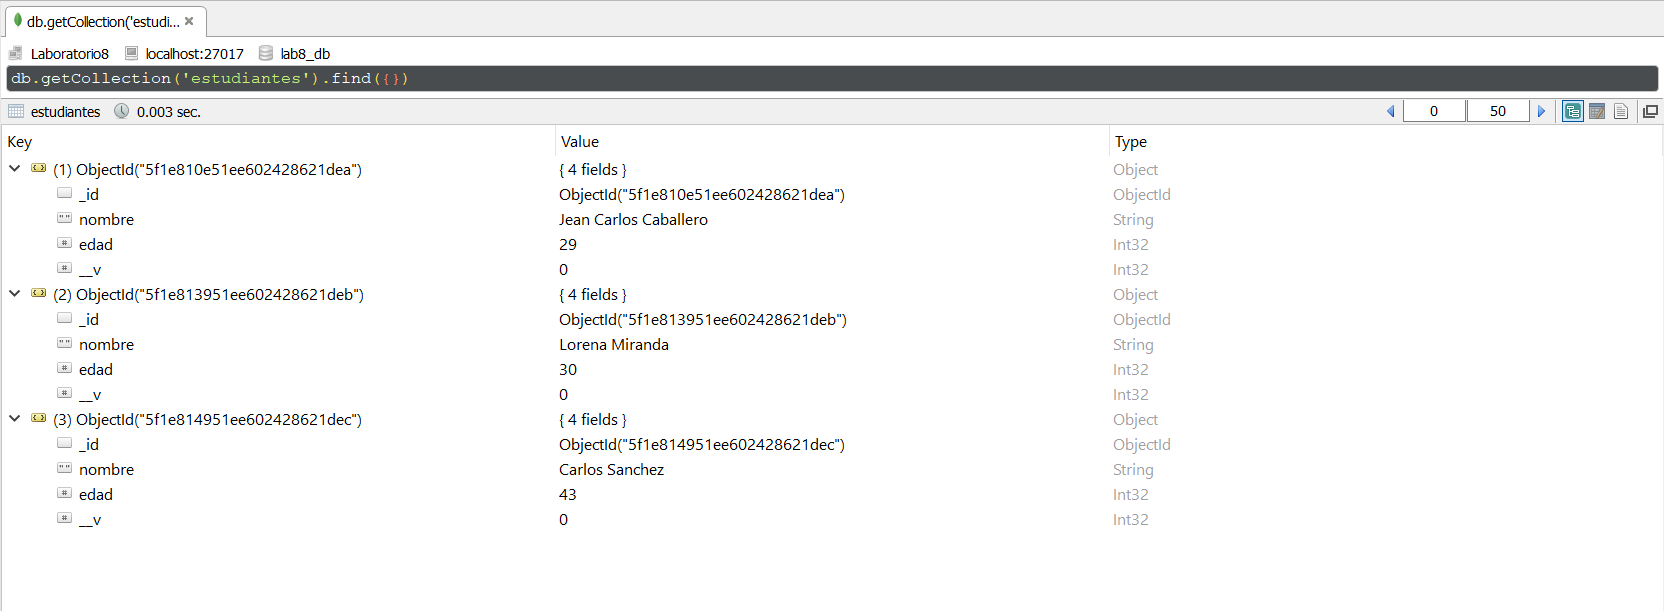 db.getCollection('estudi...
Laboratorio8 localhost:27017 lab8_db
db.getCollection('estudiantes').find({})
estudiantes 0.003 sec. 0 50
Key Value Type
(1) ObjectId("5f1e810e51ee602428621dea") { 4 fields } Object
_id ObjectId("5f1e810e51ee602428621dea") ObjectId
nombre Jean Carlos Caballero String
edad 29 Int32
__v 0 Int32
(2) ObjectId("5f1e813951ee602428621deb") { 4 fields } Object
_id ObjectId("5f1e813951ee602428621deb") ObjectId
nombre Lorena Miranda String
edad 30 Int32
__v 0 Int32
(3) ObjectId("5f1e814951ee602428621dec") { 4 fields } Object
_id ObjectId("5f1e814951ee602428621dec") ObjectId
nombre Carlos Sanchez String
edad 43 Int32
__v 0 Int32